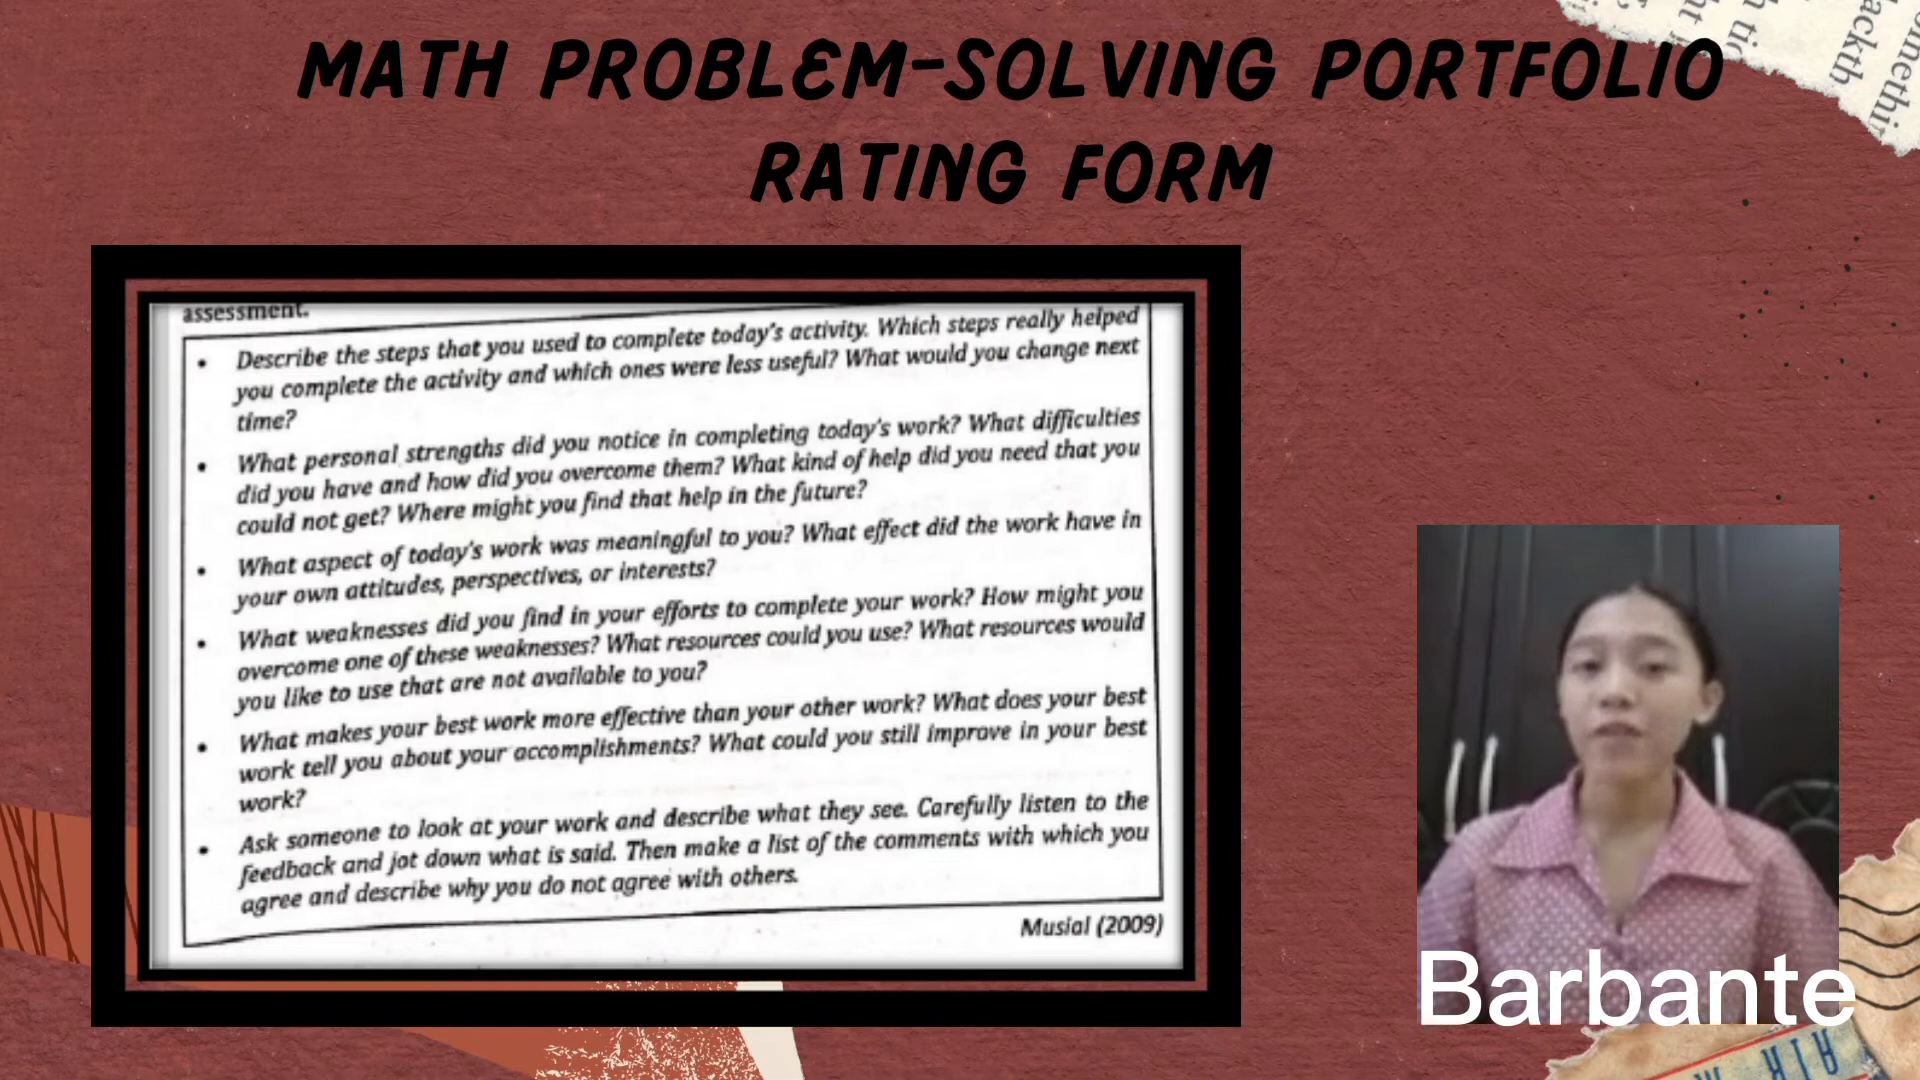 MATH PROBLEM-SOLVING PORTFOLIO
RATING FORM
assessment.
• Describe the steps that you used to complete today's activity. Which steps really helped
you complete the activity and which ones were less useful? What would you change next
time?
• What personal strengths did you notice in completing today's work? What difficulties
did you have and how did you overcome them? What kind of help did you need that you
could not get? Where might you find that help in the future?
• What aspect of today's work was meaningful to you? What effect did the work have in
your own attitudes, perspectives, or interests?
• What weaknesses did you find in your efforts to complete your work? How might you
overcome one of these weaknesses? What resources could you use? What resources would
you like to use that are not available to you?
• What makes your best work more effective than your other work? What does your best
work tell you about your accomplishments? What could you still improve in your best
work?
• Ask someone to look at your work and describe what they see. Carefully listen to the
feedback and jot down what is said. Then make a list of the comments with which you
agree and describe why you do not agree with others.
Musial (2009)
Barbante
AIR